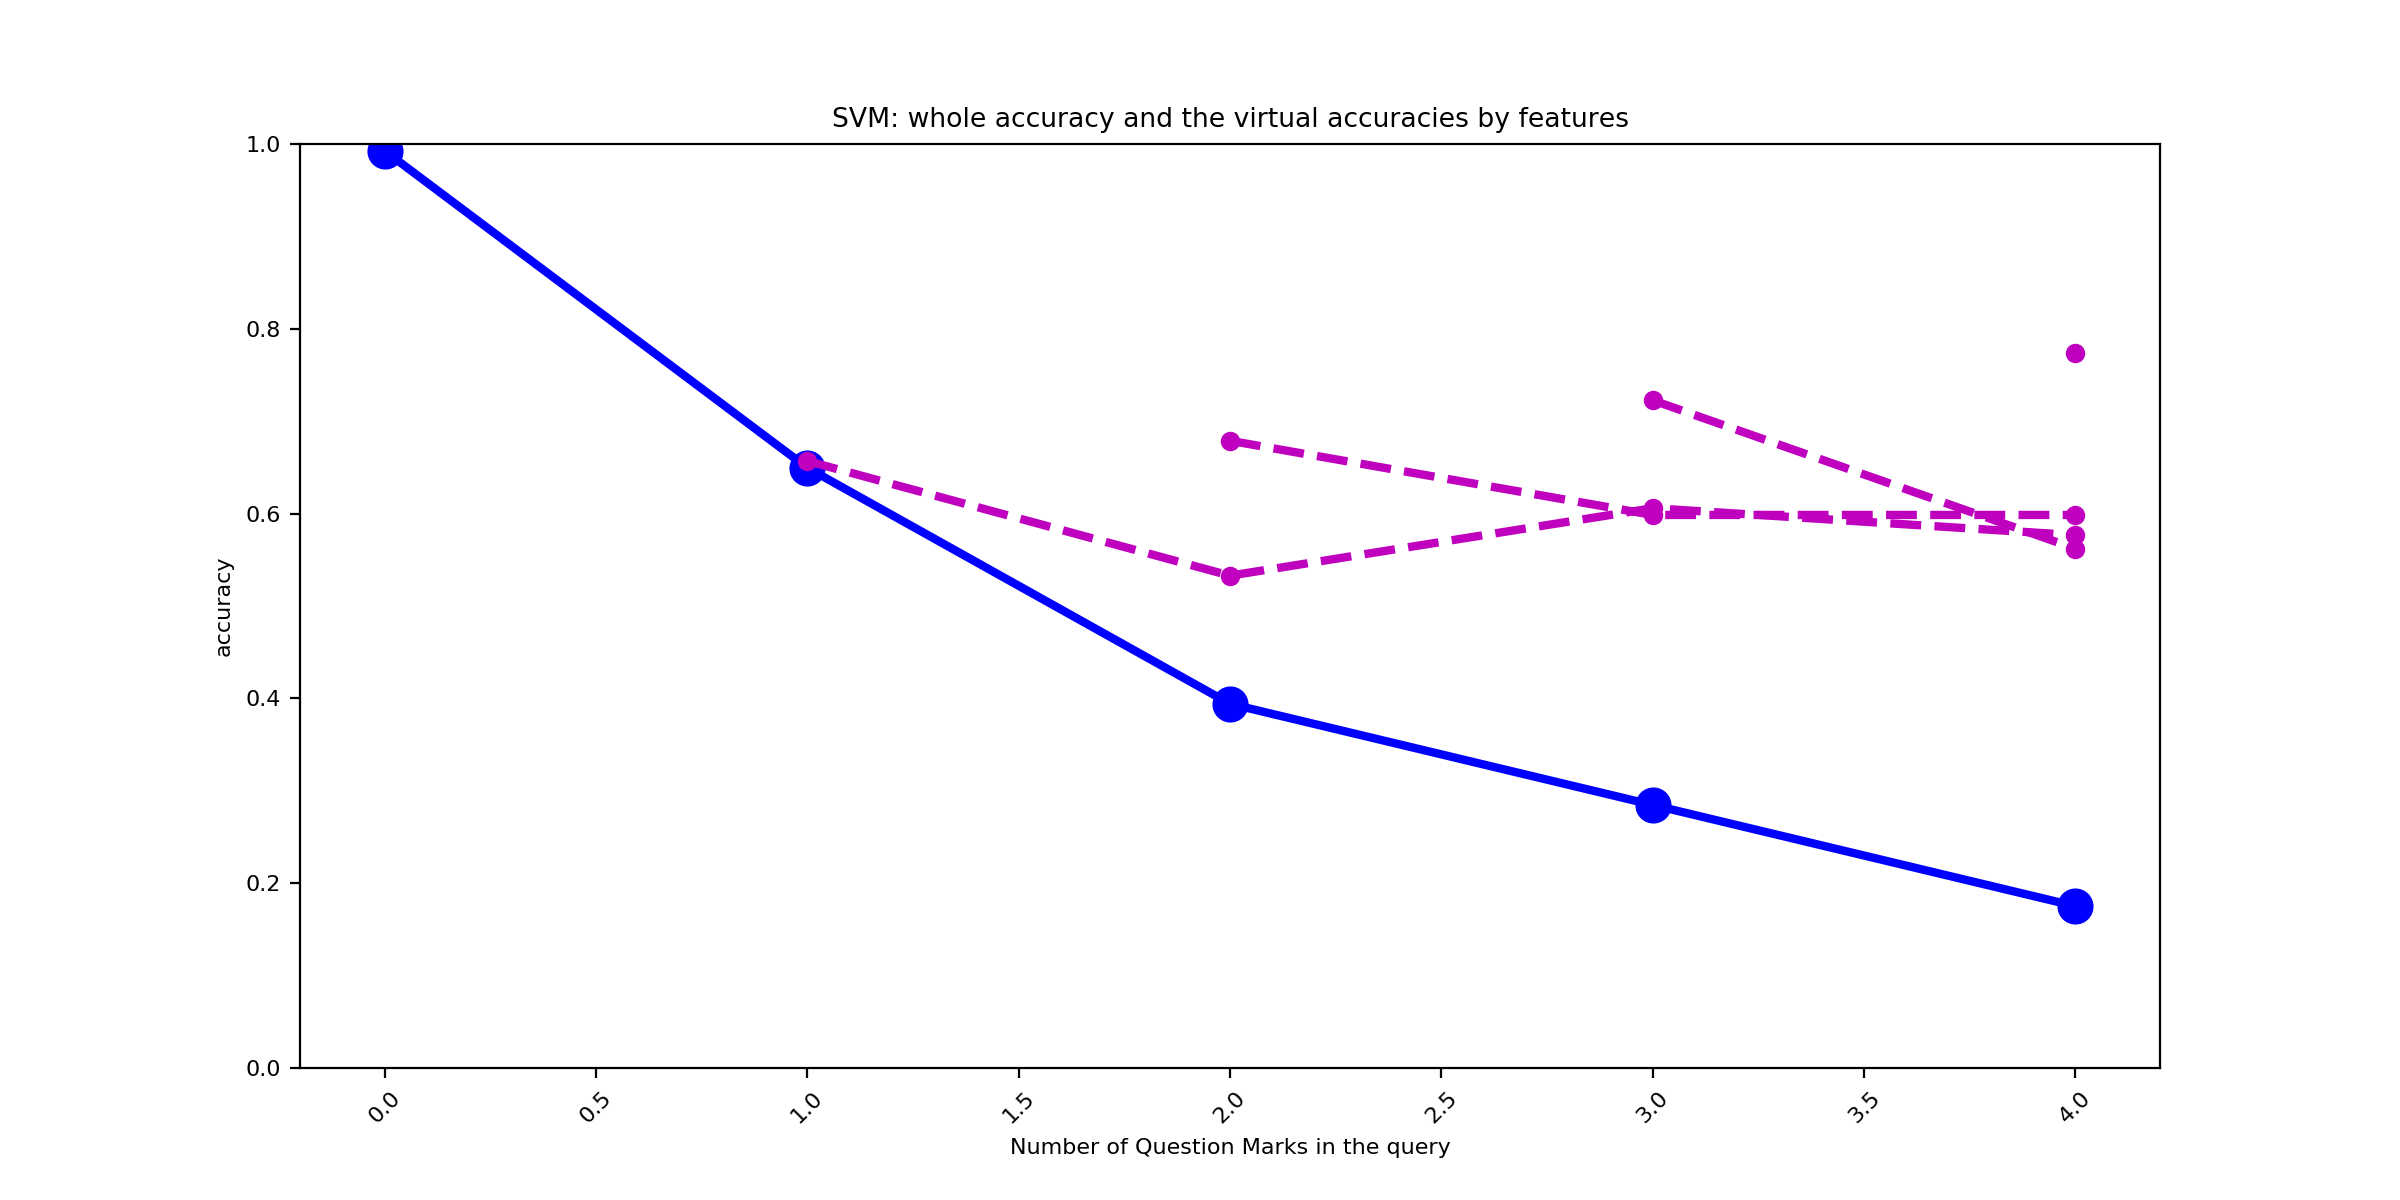 SVM: whole accuracy and the virtual accuracies by features
1.0
0.8
0.6
0.4
0.2
0.0
accuracy
0.0 0.5 1.0 1.5 2.0 2.5 3.0 3.5 4.0
Number of Question Marks in the query